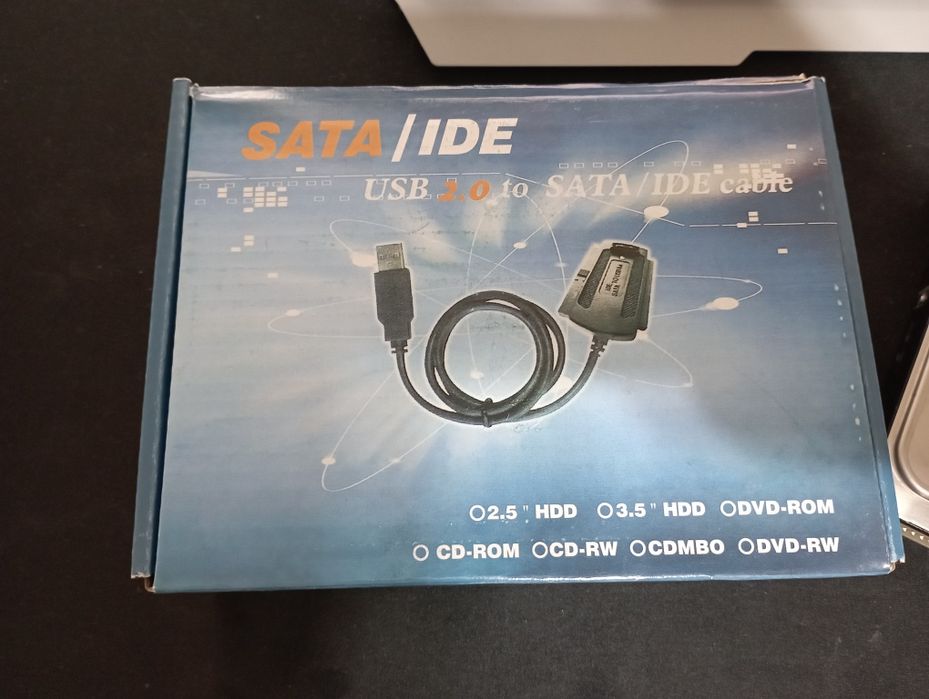 SATA/IDE
USB 2.0 to SATA/IDE cable
IDE
○2.5" HDD ○3.5" HDD ○DVD-ROM
○ CD-ROM ○CD-RW ○CDMBO ○DVD-RW